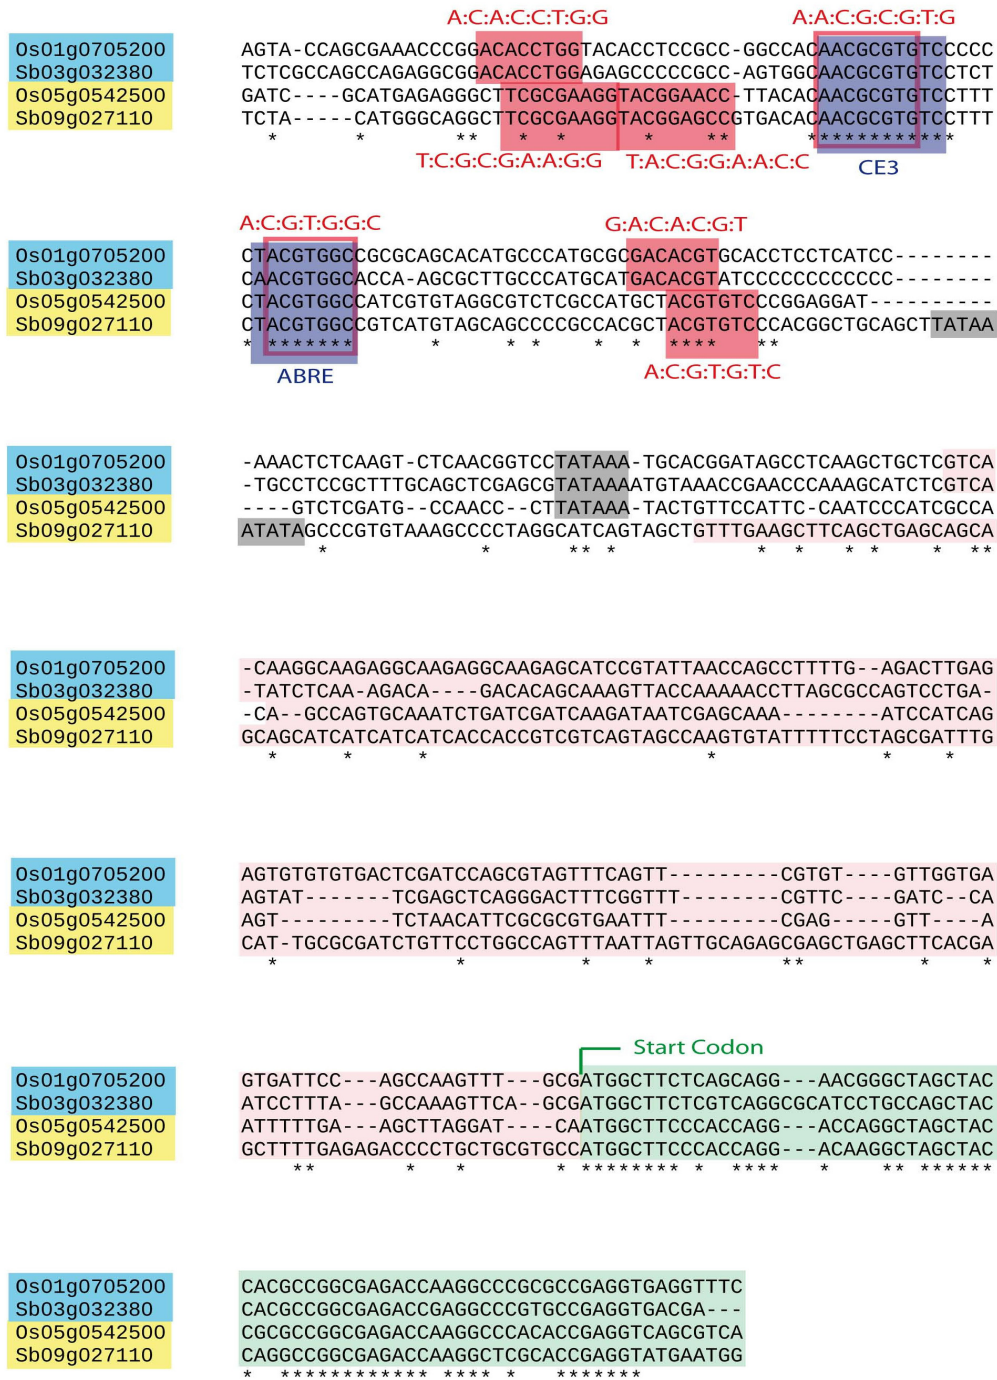 A:C:A:C:C:T:G:G A:A:C:G:C:G:T:G
Os01g0705200 AGTA-CCAGCGAAACCCGGACACCTGGTACACCTCCGCC-GGCCACAACGCGTGTCCCCC
Sb03g032380 TCTCGCCAGCCAGAGGCGGACACCTGGAGAGCCCCCGCC-AGTGGCAACGCGTGTCCTCT
Os05g0542500 GATC----GCATGAGAGGGCTTCGCGAAGGTACGGAACC-TTACACAACGCGTGTCCTTT
Sb09g027110 TCTA-----CATGGGCAGGCTTCGCGAAGGTACGGAGCCGTGACACAACGCGTGTCCTTT
* * ** * * * * ************
T:C:G:C:G:A:A:G:G T:A:C:G:G:A:A:C:C CE3
A:C:G:T:G:G:C G:A:C:A:C:G:T
Os01g0705200 CTACGTGGCCGCGCAGCACATGCCCATGCGCGACACGTGCACCTCCTCATCC--------
Sb03g032380 CAACGTGGCACCA-AGCGCTTGCCCATGCATGACACGTATCCCCCCCCCCCC--------
Os05g0542500 CTACGTGGCCATCGTGTAGGCGTCTCGCCATGCTACGTGTCCCGGAGGAT----------
Sb09g027110 CTACGTGGCCGTCATGTAGCAGCCCCGCCACGCTACGTGTCCCACGGCTGCAGCTTATAA
* ******* * * * * * **** **
ABRE A:C:G:T:G:T:C
Os01g0705200 -AAACTCTCAAGT-CTCAACGGTCCTATAAA-TGCACGGATAGCCTCAAGCTGCTCGTCA
Sb03g032380 -TGCCTCCGCTTTGCAGCTCGAGCGTATAAAATGTAAACCGAACCCAAAGCATCTCGTCA
Os05g0542500 ----GTCTCGATG--CCAACC--CTTATAAA-TACTGTTCCATTC-CAATCCCATCGCCA
Sb09g027110 ATATAGCCCGTGTAAAGCCCCTAGGCATCAGTAGCTGTTTGAAGCTTCAGCTGAGCAGCA
* * ** * * * * * * **
Os01g0705200 -CAAGGCAAGAGGCAAGAGGCAAGAGCATCCGTATTAACCAGCCTTTTG--AGACTTGAG
Sb03g032380 -TATCTCAA-AGACA----GACACAGCAAAGTTACCAAAAACCTTAGCGCCAGTCCTGA-
Os05g0542500 -CA--GCCAGTGCAAATCTGATCGATCAAGATAATCGAGCAAA--------ATCCATCAG
Sb09g027110 GCAGCATCATCATCATCACCACCGTCGTCAGTAGCCAAGTGTATTTTTCCTAGCGATTTG
* * * * * *
Os01g0705200 AGTGTGTGTGACTCGATCCAGCGTAGTTTCAGTT---------CGTGT----GTTGGTGA
Sb03g032380 AGTAT-------TCGAGCTCAGGGACTTTCGGTTT--------CGTTC----GATC--CA
Os05g0542500 AGT---------TCTAACATTCGCGCGTGAATTT---------CGAG-----GTT----A
Sb09g027110 CAT-TGCGCGATCTGTTCCTGGCCAGTTTAATTAGTTGCAGAGCGAGCTGAGCTTCACGA
* * * * ** * *
Start Codon
Os01g0705200 GTGATTCC---AGCCAAGTTT---GCGATGGCTTCTCAGCAGG---AACGGGCTAGCTAC
Sb03g032380 ATCCTTTA---GCCAAAGTTCA--GCGATGGCTTCTCGTCAGGCGCATCCTGCCAGCTAC
Os05g0542500 ATTTTTGA---AGCTTAGGAT----CAATGGCTTCCCACCAGG---ACCAGGCTAGCTAC
Sb09g027110 GCTTTTGAGAGACCCCTGCTGCGTGCCATGGCTTCCCACCAGG---ACAAGGCTAGCTAC
** * * * ******** * **** * ** ******
Os01g0705200 CACGCCGGCGAGACCAAGGCCCGCGCCGAGGTGAGGTTTC
Sb03g032380 CACGCCGGCGAGACCGAGGCCCGTGCCGAGGTGACGA---
Os05g0542500 CGCGCCGGCGAGACCAAGGCCCACACCGAGGTCAGCGTCA
Sb09g027110 CAGGCCGGCGAGACCAAGGCTCGCACCGAGGTATGAATGG
* ************ **** * *******